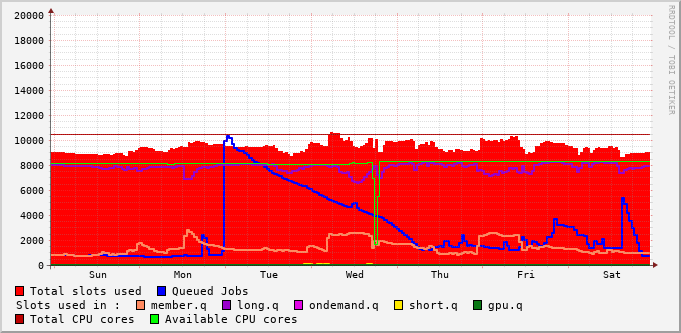 20000
18000
16000
14000
12000
10000
8000
6000
4000
2000
0
Sun Mon Tue Wed Thu Fri Sat
RRDTOOL / TOBI OETIKER
Total slots used Queued Jobs
Slots used in : member.q long.q ondemand.q short.q gpu.q
Total CPU cores Available CPU cores